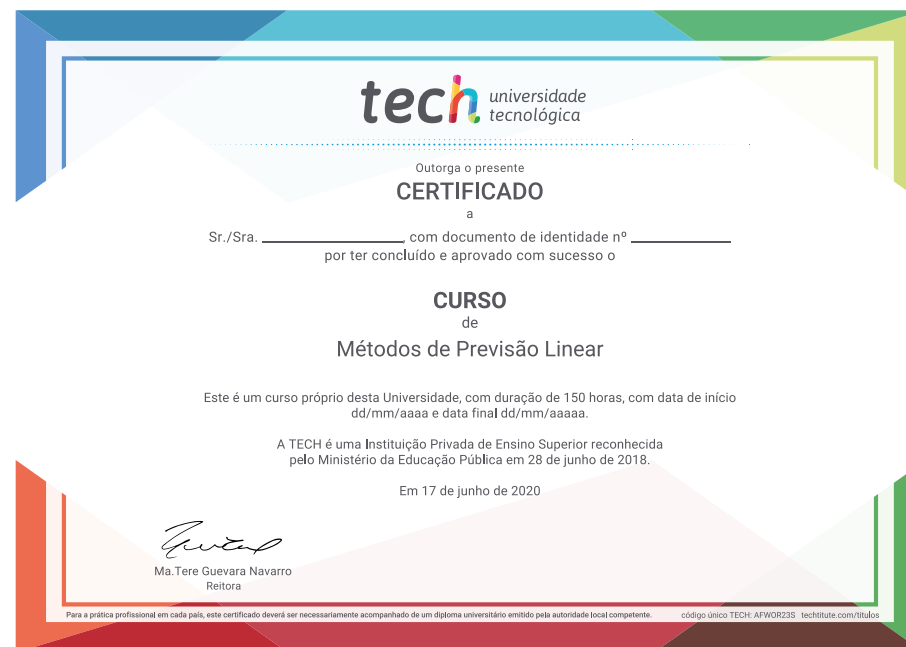 tech universidade
tecnológica
Outorga o presente
CERTIFICADO
a
Sr./Sra. ________________, com documento de identidade nº ____________
por ter concluído e aprovado com sucesso o
CURSO
de
Métodos de Previsão Linear
Este é um curso próprio desta Universidade, com duração de 150 horas, com data de início
dd/mm/aaaa e data final dd/mm/aaaaa.
A TECH é uma Instituição Privada de Ensino Superior reconhecida
pelo Ministério da Educação Pública em 28 de junho de 2018.
Em 17 de junho de 2020
Ma.Tere Guevara Navarro
Reitora
Para a prática profissional em cada país, este certificado deverá ser necessariamente acompanhado de um diploma universitário emitido pela autoridade local competente. código único TECH: AFWOR23S techtitute.com/titulos